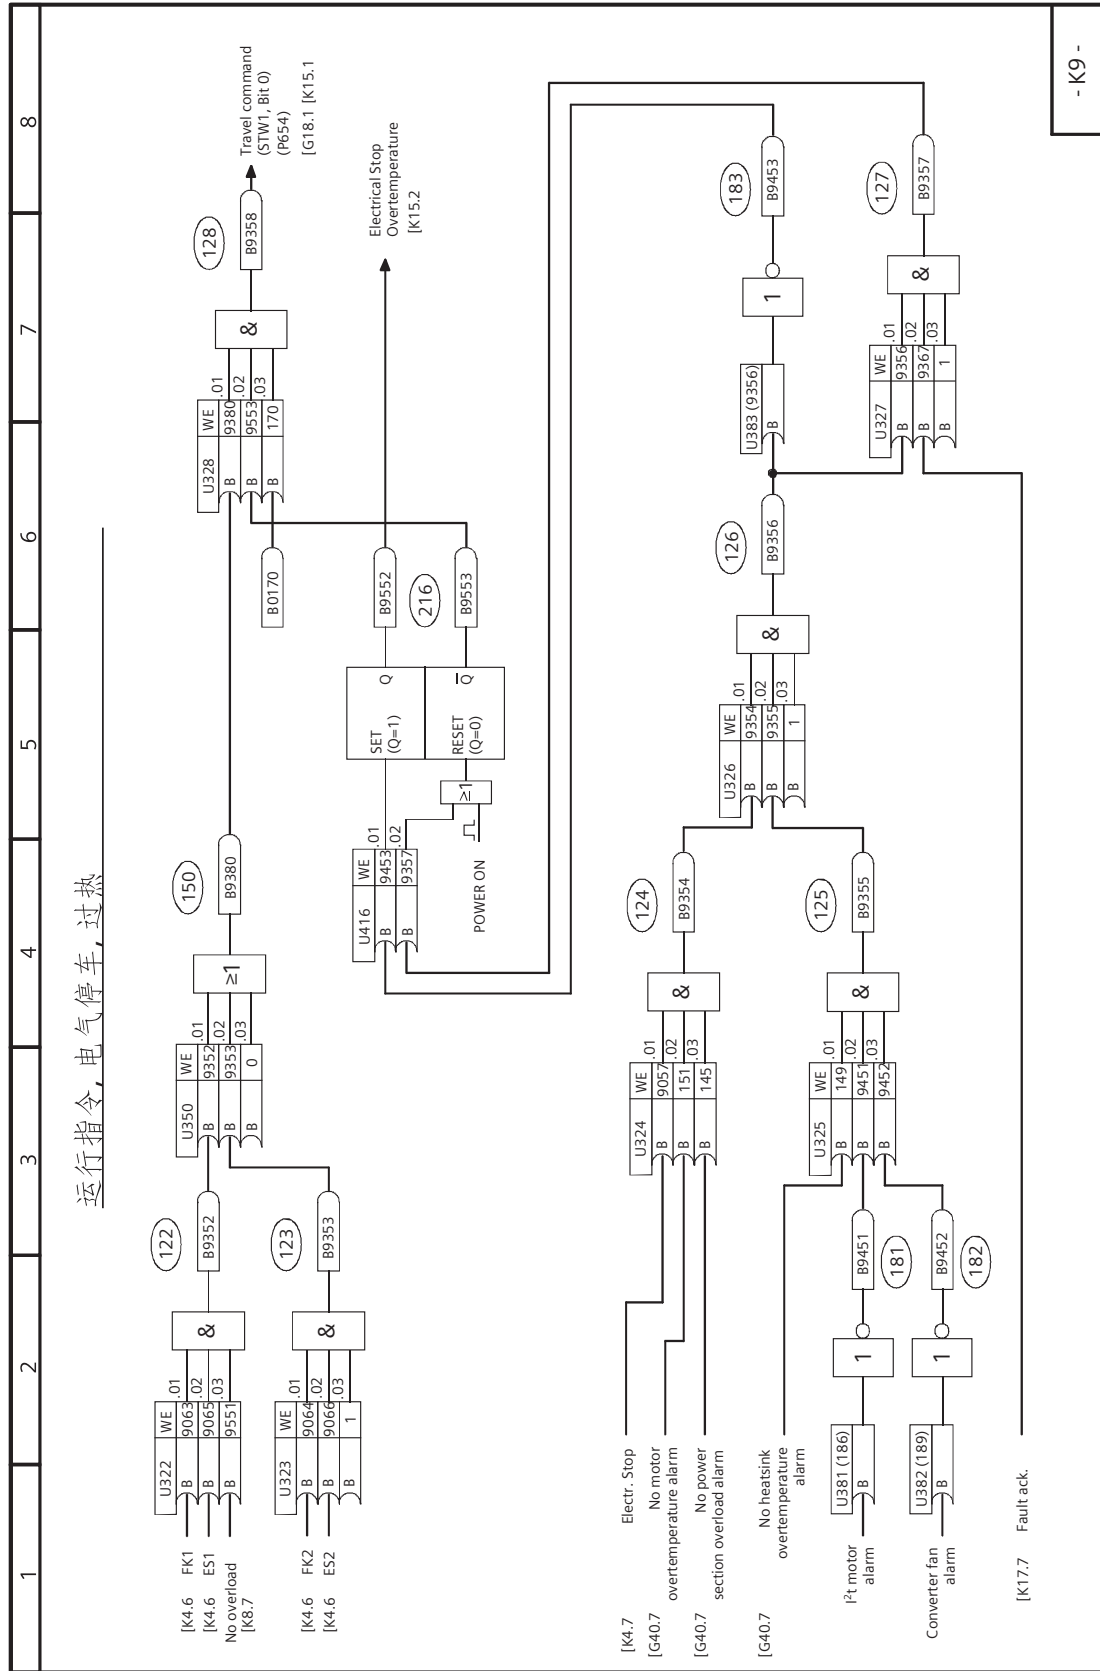 1
2
3
4
5
6
7
8
运行指令, 电气停车, 过热
[K4.6 FK1
[K4.6 ES1
No overload
[K8.7
U322 WE
B 9063 .01
B 9065 .02
B 9551 .03
&
B9352
122
[K4.6 FK2
[K4.6 ES2
U323 WE
B 9064 .01
B 9066 .02
B 1 .03
&
B9353
123
U350 WE
B 9352 .01
B 9353 .02
B 0 .03
≥1
B9380
150
B0170
U328 WE
B 9380 .01
B 9553 .02
B 170 .03
&
B9358
128
Travel command
(STW1, Bit 0)
(P654)
[G18.1 [K15.1
U416 WE
B 9453 .01
B 9357 .02
POWER ON
≥1
SET
(Q=1)
Q
RESET
(Q=0)
Q̅
B9552
216
B9553
Electrical Stop
Overtemperature
[K15.2
[K4.7 Electr. Stop
[G40.7 No motor
overtemperature alarm
[G40.7 No power
section overload alarm
U324 WE
B 9057 .01
B 151 .02
B 145 .03
&
B9354
124
[G40.7 No heatsink
overtemperature
alarm
I²t motor
alarm
U381 (186)
B
1
B9451
181
Converter fan
alarm
U382 (189)
B
1
B9452
182
U325 WE
B 149 .01
B 9451 .02
B 9452 .03
&
B9355
125
U326 WE
B 9354 .01
B 9355 .02
B 1 .03
&
B9356
126
U383 (9356)
B
1
B9453
183
[K17.7 Fault ack.
U327 WE
B 9356 .01
B 9367 .02
B 1 .03
&
B9357
127
- K9 -